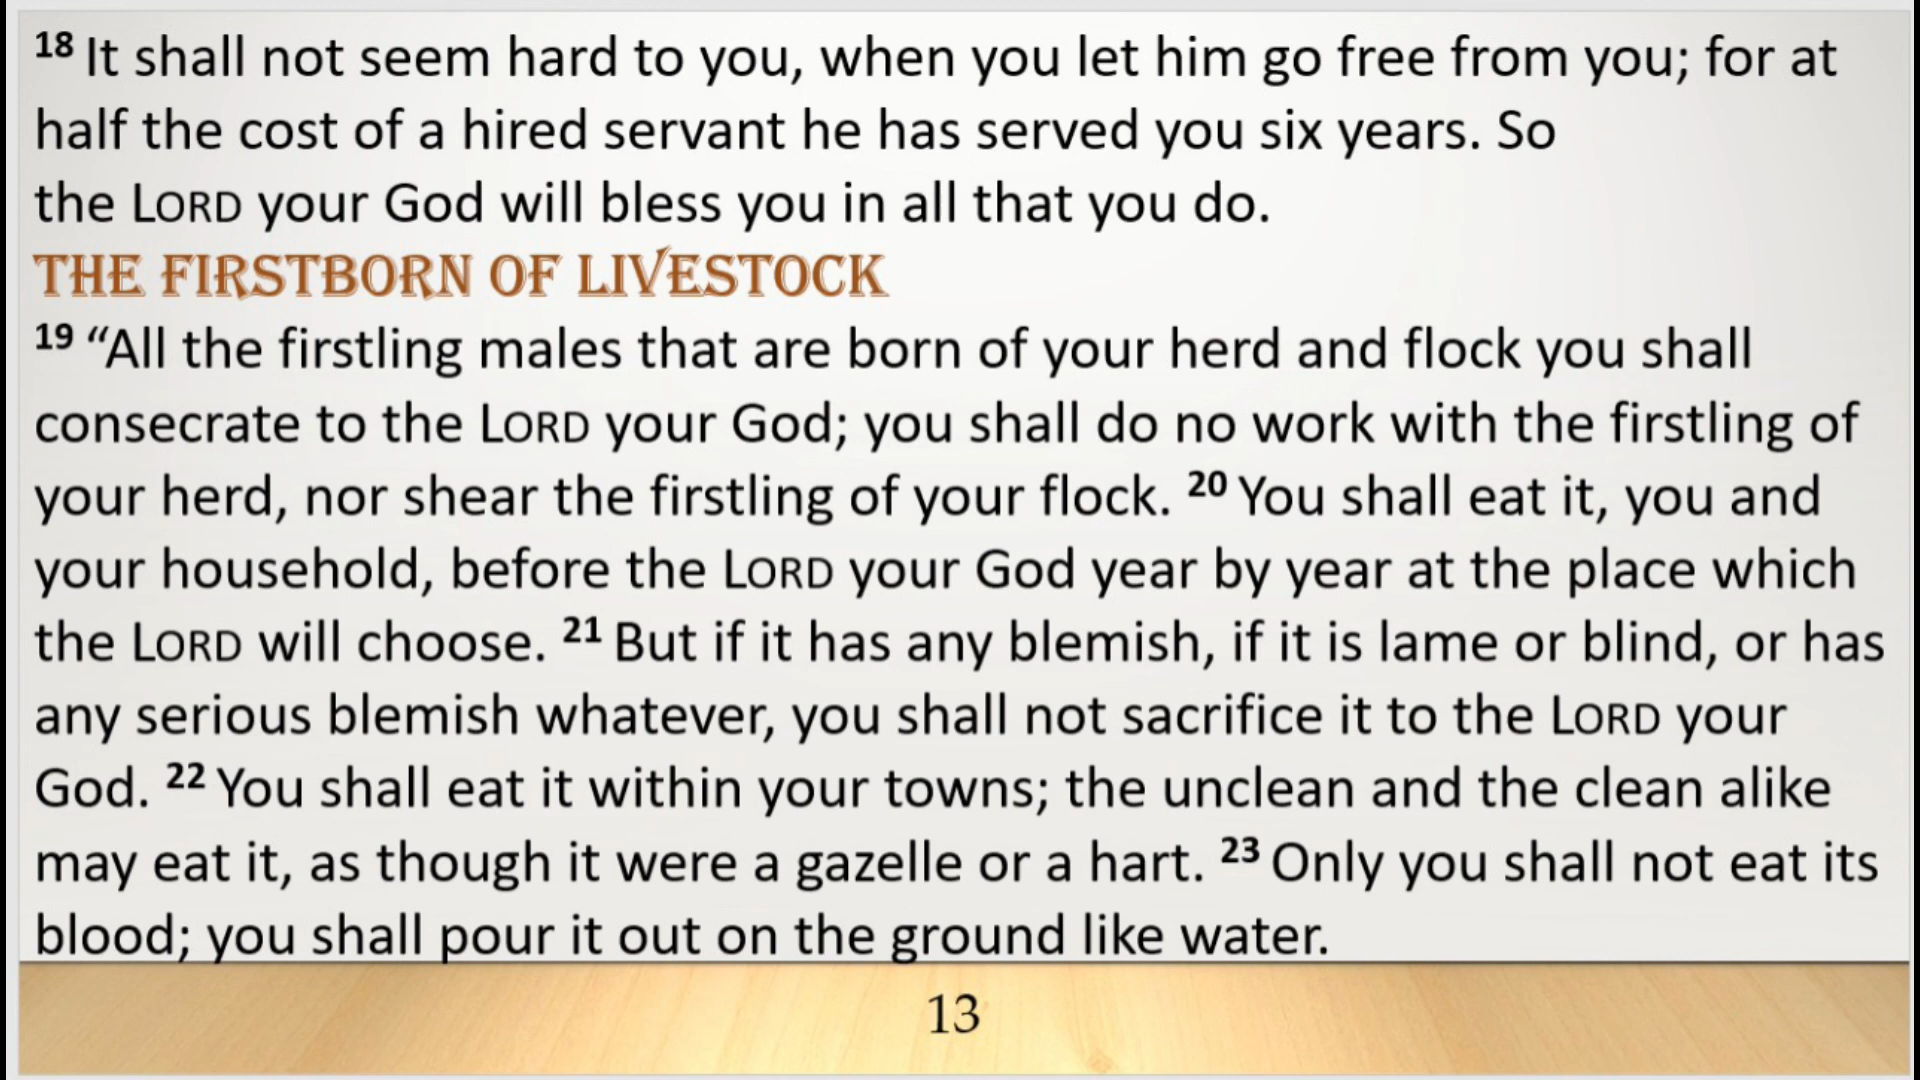 18 It shall not seem hard to you, when you let him go free from you; for at
half the cost of a hired servant he has served you six years. So
the LORD your God will bless you in all that you do.
THE FIRSTBORN OF LIVESTOCK
19 “All the firstling males that are born of your herd and flock you shall
consecrate to the LORD your God; you shall do no work with the firstling of
your herd, nor shear the firstling of your flock. 20 You shall eat it, you and
your household, before the LORD your God year by year at the place which
the LORD will choose. 21 But if it has any blemish, if it is lame or blind, or has
any serious blemish whatever, you shall not sacrifice it to the LORD your
God. 22 You shall eat it within your towns; the unclean and the clean alike
may eat it, as though it were a gazelle or a hart. 23 Only you shall not eat its
blood; you shall pour it out on the ground like water.
13